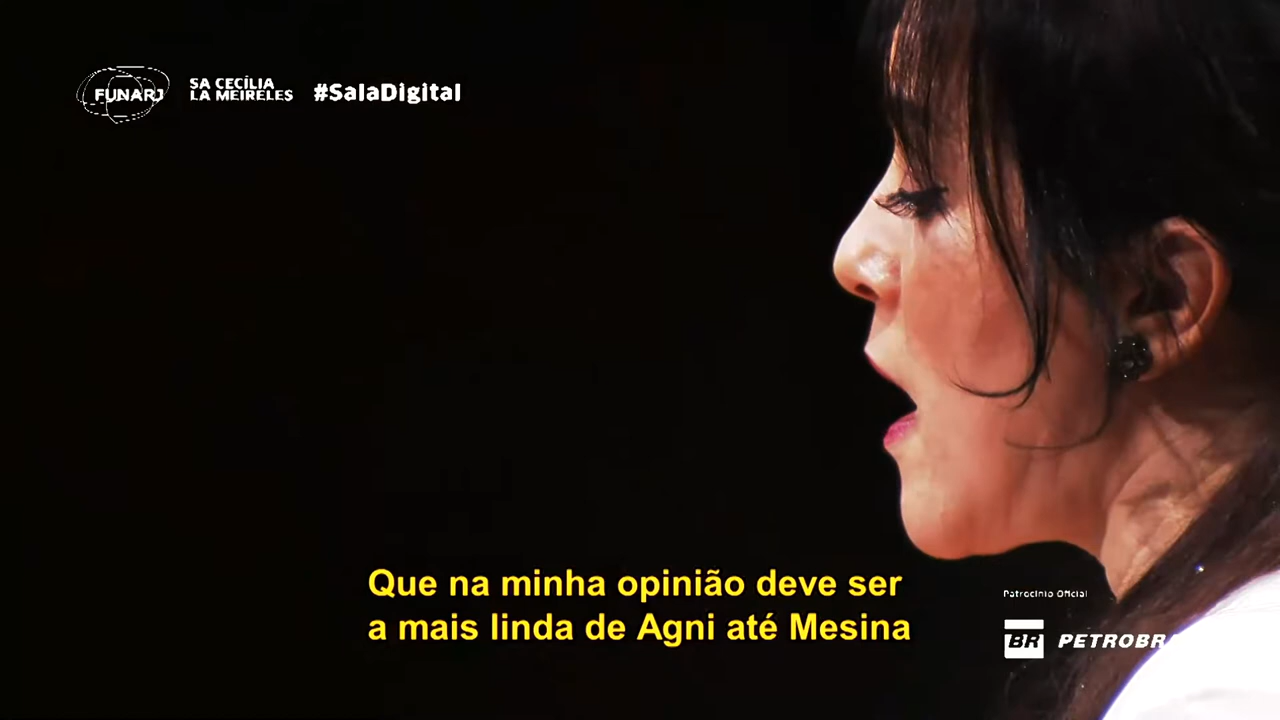 FUNARJ
SA CECÍLIA
LA MEIRELES
#SalaDigital
Que na minha opinião deve ser
a mais linda de Agni até Mesina
Patrocínio Oficial
BR PETROBR